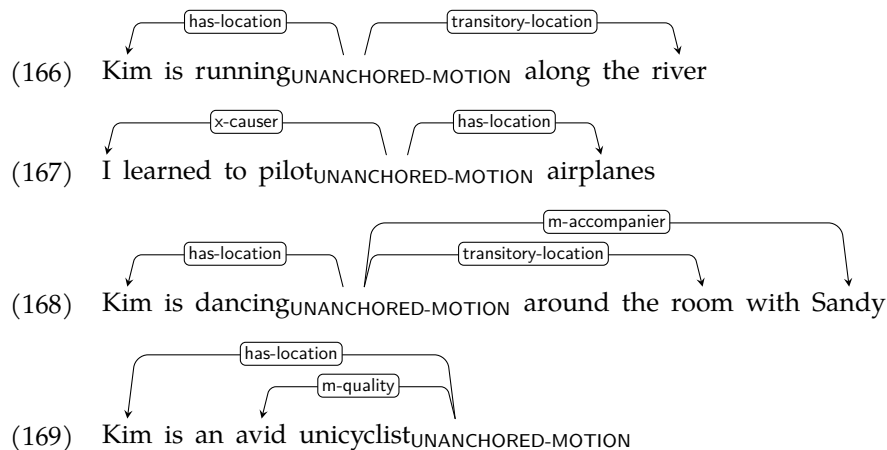 has-location transitory-location
(166) Kim is runningUNANCHORED-MOTION along the river
x-causer has-location
(167) I learned to pilotUNANCHORED-MOTION airplanes
m-accompanier
has-location transitory-location
(168) Kim is dancingUNANCHORED-MOTION around the room with Sandy
has-location
m-quality
(169) Kim is an avid unicyclistUNANCHORED-MOTION